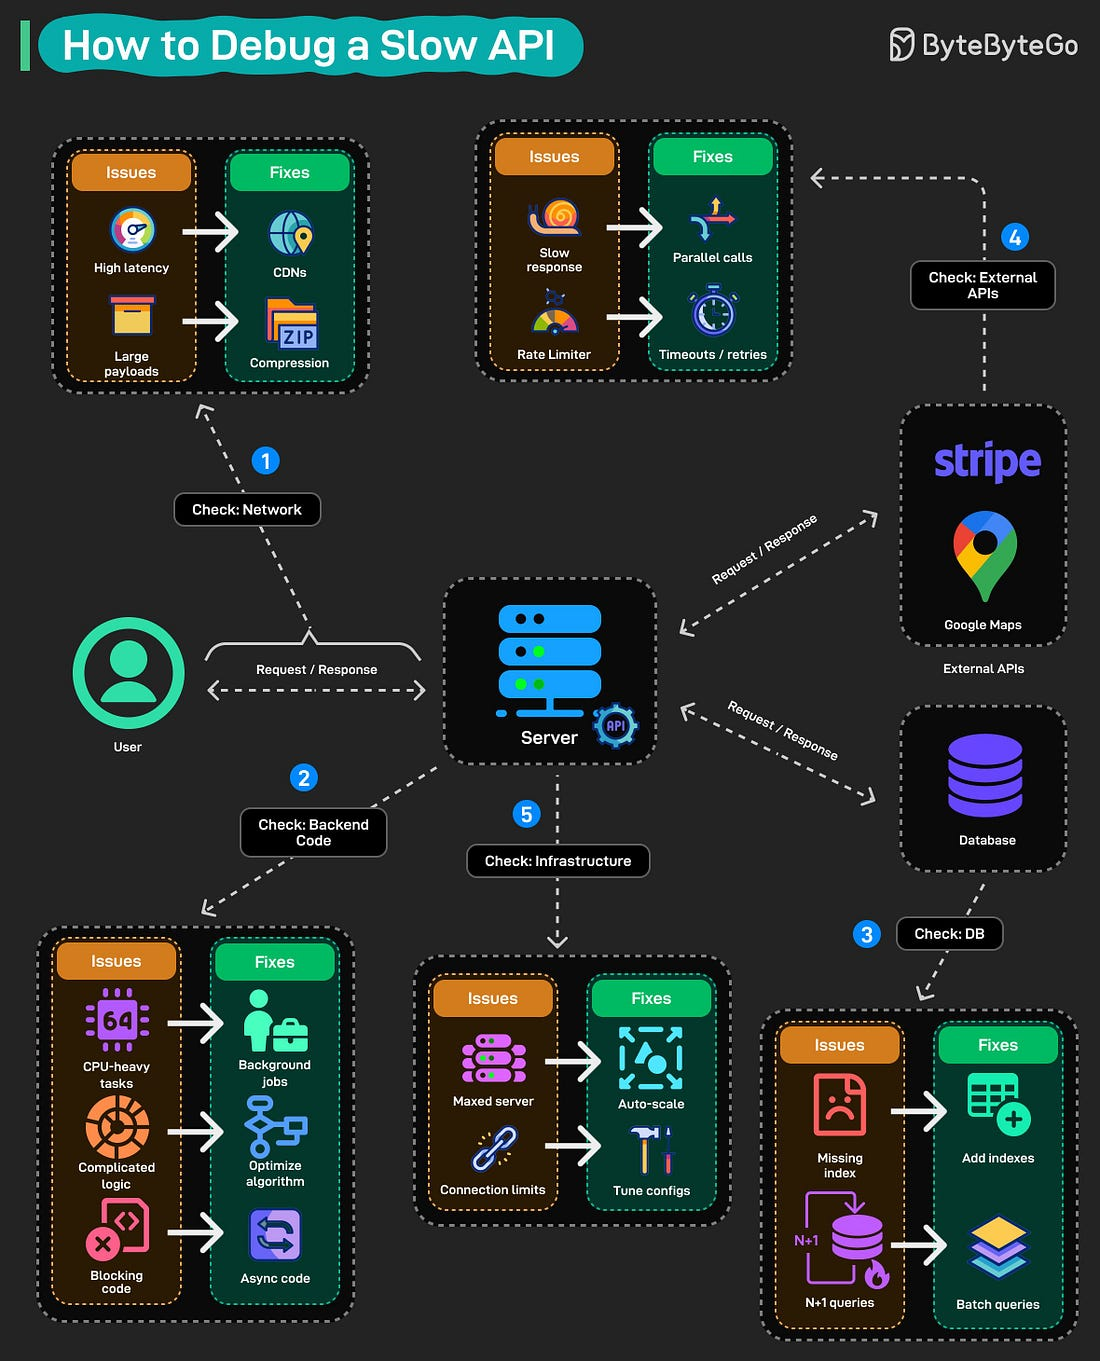 How to Debug a Slow API
ByteByteGo
Issues
Fixes
High latency
CDNs
Large
payloads
ZIP
Compression
Issues
Fixes
Slow
response
Parallel calls
Rate Limiter
Timeouts / retries
4
Check: External
APIs
1
Check: Network
stripe
Google Maps
External APIs
Request / Response
Request / Response
User
Server
API
Request / Response
Database
2
Check: Backend
Code
5
Check: Infrastructure
3
Check: DB
Issues
Fixes
64
CPU-heavy
tasks
Background
jobs
Complicated
logic
Optimize
algorithm
Blocking
code
Async code
Issues
Fixes
Maxed server
Auto-scale
Connection limits
Tune configs
Issues
Fixes
Missing
index
Add indexes
N+1
N+1 queries
Batch queries